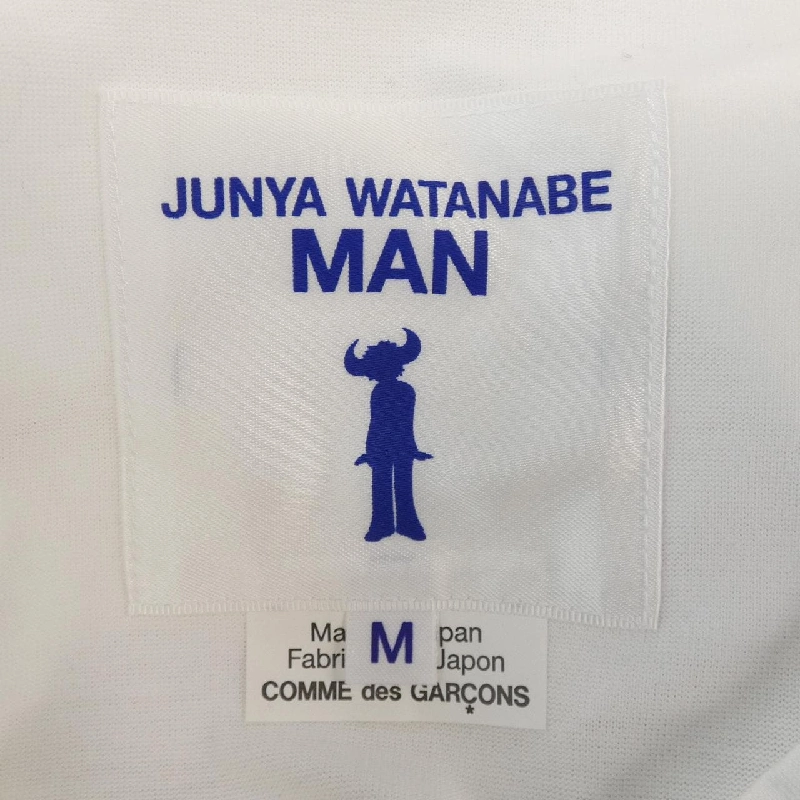 JUNYA WATANABE
MAN
M
Ma pan
Fabri Japon
COMME des GARÇONS
*